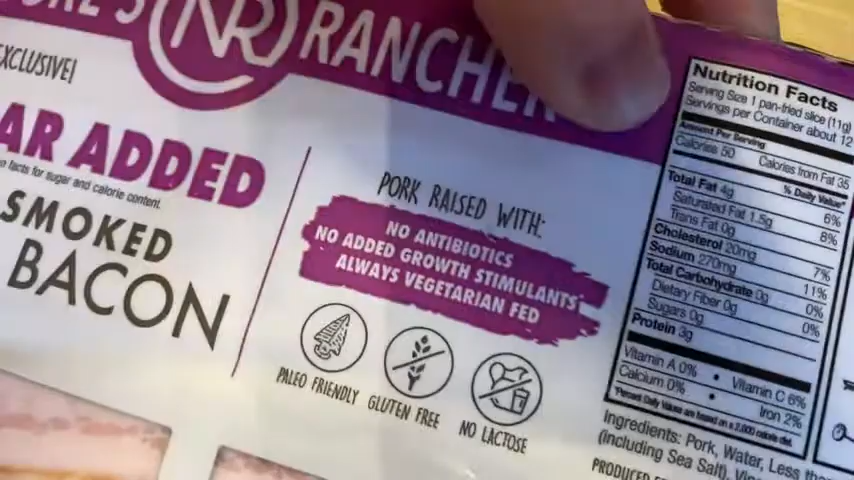 NR RANCHER
EXCLUSIVE!
AR ADDED
facts for sugar and calorie content.
SMOKED
BACON
PORK RAISED WITH:
NO ANTIBIOTICS
NO ADDED GROWTH STIMULANTS
ALWAYS VEGETARIAN FED
PALEO FRIENDLY
GLUTEN FREE
NO LACTOSE
Nutrition Facts
Serving Size 1 pan-fried slice (11g)
Servings per Container about 12
Amount Per Serving
Calories 50 Calories from Fat 35
% Daily Value*
Total Fat 4g 6%
Saturated Fat 1.5g 8%
Trans Fat 0g
Cholesterol 20mg 7%
Sodium 270mg 11%
Total Carbohydrate 0g 0%
Dietary Fiber 0g 0%
Sugars 0g
Protein 3g
Vitamin A 0% • Vitamin C 6%
Calcium 0% • Iron 2%
*Percent Daily Values are based on a 2,000 calorie diet.
Ingredients: Pork, Water, Less
(including Sea Salt),
PRODUCED